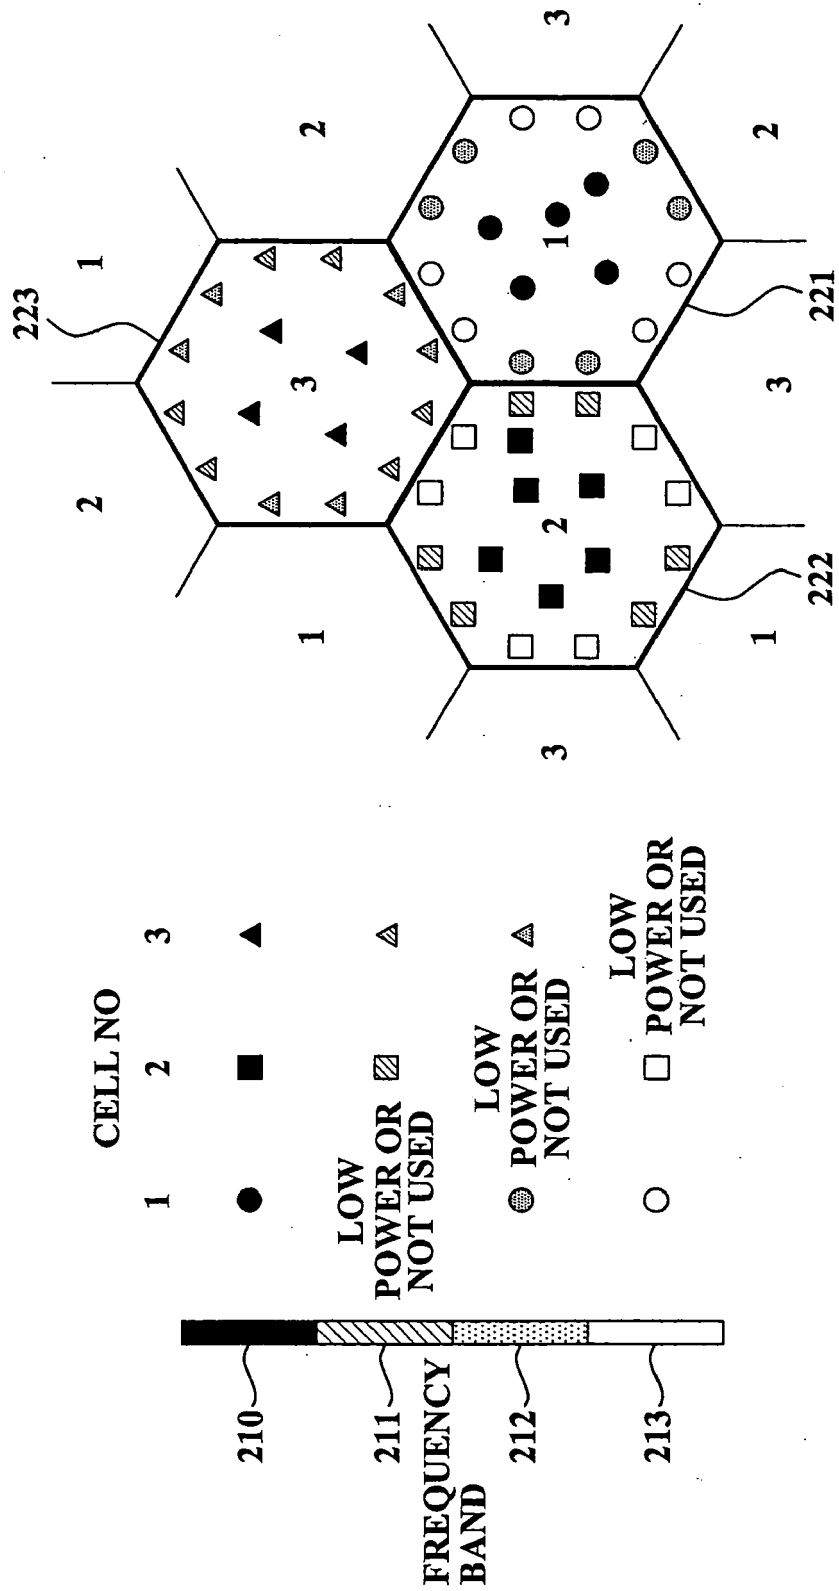 CELL NO
1 2 3
210
LOW
POWER OR
NOT USED
211
FREQUENCY
BAND
LOW
POWER OR
NOT USED
212
LOW
POWER OR
NOT USED
213
223
2 1
3
1 2
3 2 1 3
1 3 2
222 221